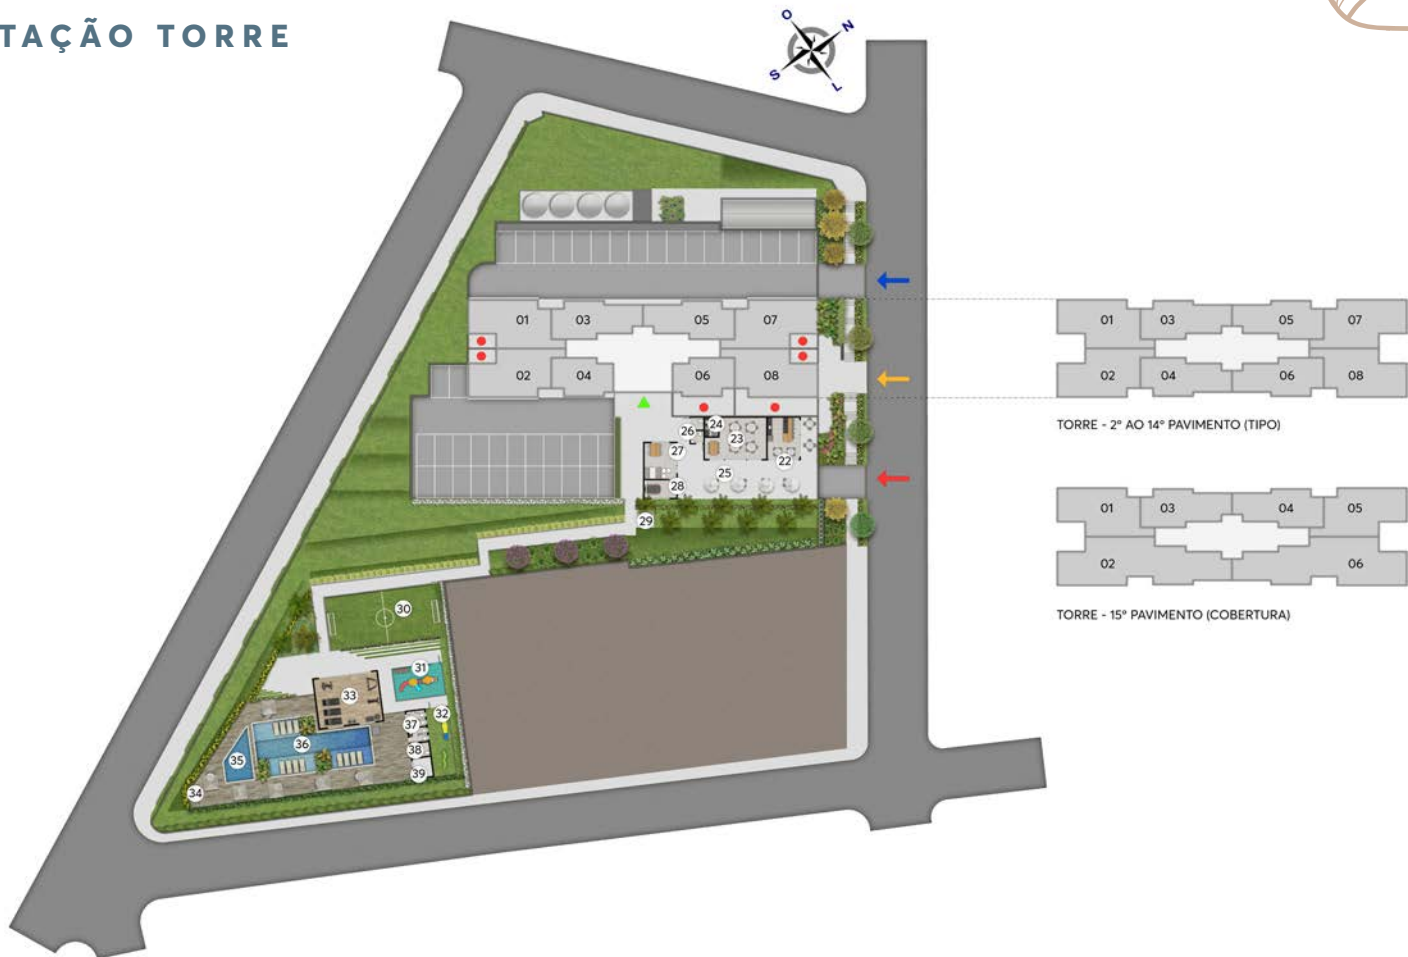 TAÇÃO TORRE
O
N
S
L
01 03 05 07
02 04 06 08
26 24 23
27 22
28 25
29
30
31
33 32
37
36
35 38
39
34
01 03 05 07
02 04 06 08
TORRE - 2º AO 14º PAVIMENTO (TIPO)
01 03 04 05
02 06
TORRE - 15º PAVIMENTO (COBERTURA)